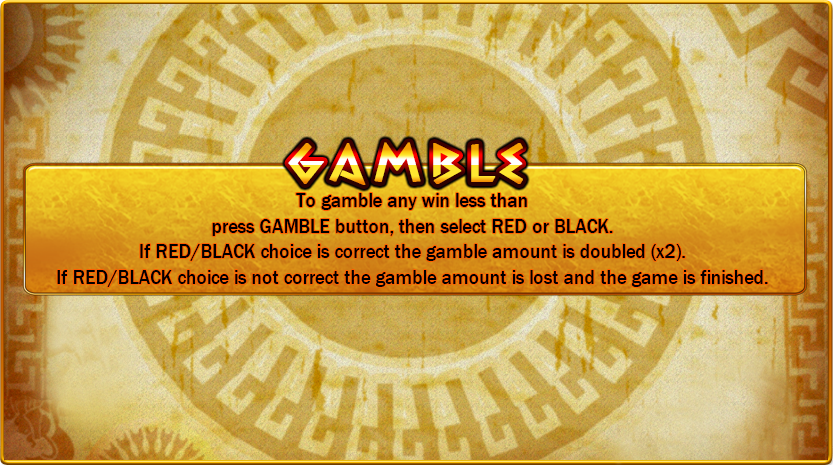 GAMBLE
To gamble any win less than
press GAMBLE button, then select RED or BLACK.
If RED/BLACK choice is correct the gamble amount is doubled (x2).
If RED/BLACK choice is not correct the gamble amount is lost and the game is finished.